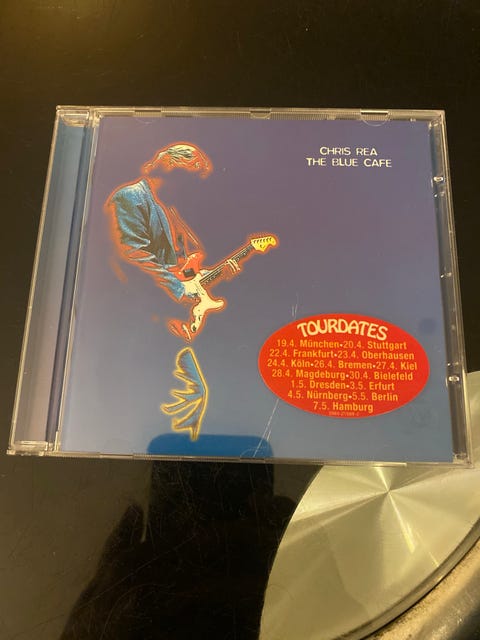 CHRIS REA
THE BLUE CAFE
TOURDATES
19.4. München•20.4. Stuttgart
22.4. Frankfurt•23.4. Oberhausen
24.4. Köln•26.4. Bremen•27.4. Kiel
28.4. Magdeburg•30.4. Bielefeld
1.5. Dresden•3.5. Erfurt
4.5. Nürnberg•5.5. Berlin
7.5. Hamburg